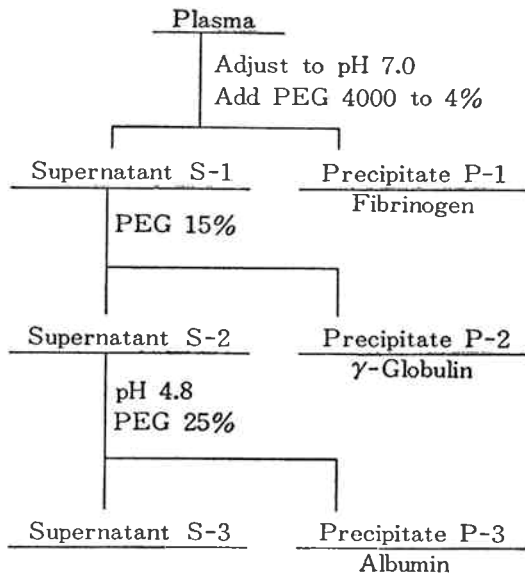 Plasma
Adjust to pH 7.0
Add PEG 4000 to 4%
Supernatant S-1
Precipitate P-1
Fibrinogen
PEG 15%
Supernatant S-2
Precipitate P-2
γ-Globulin
pH 4.8
PEG 25%
Supernatant S-3
Precipitate P-3
Albumin